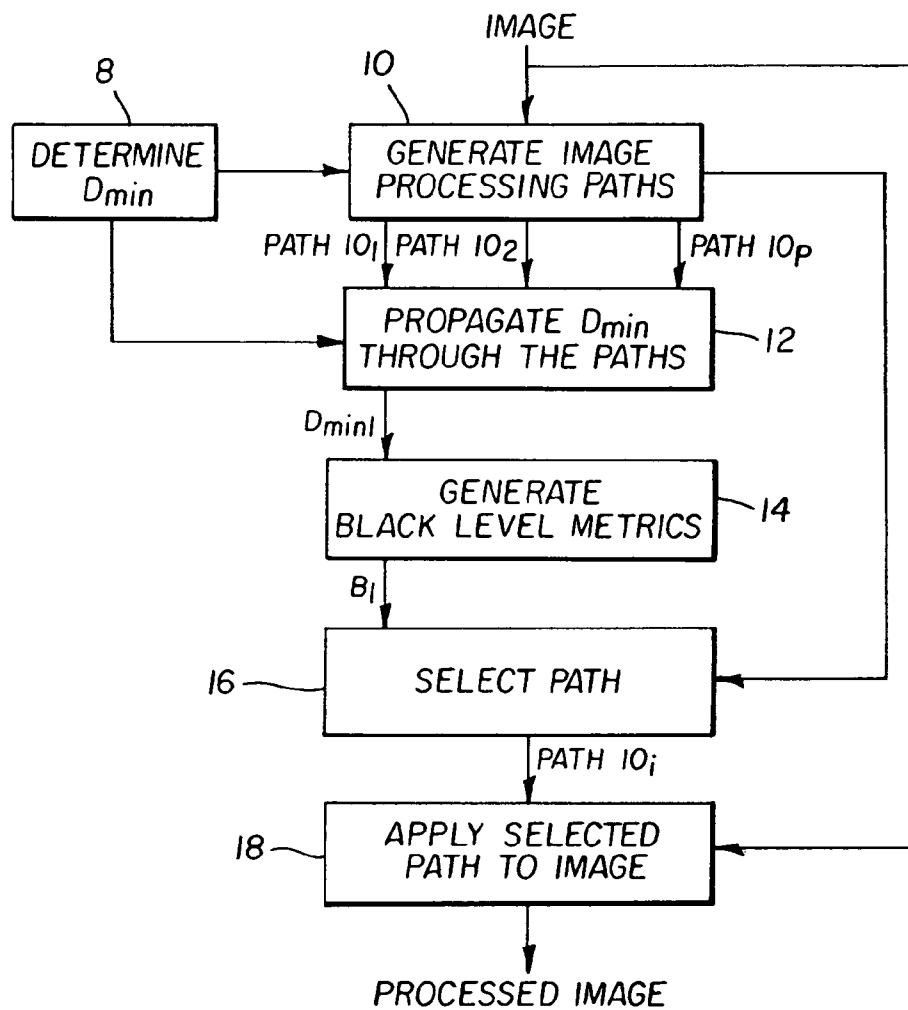 IMAGE
8
10
DETERMINE
Dmin
GENERATE IMAGE
PROCESSING PATHS
PATH 10₁ PATH 10₂ PATH 10ₚ
PROPAGATE Dmin
THROUGH THE PATHS
12
Dminl
GENERATE
BLACK LEVEL METRICS
14
Bl
16
SELECT PATH
PATH 10ᵢ
18
APPLY SELECTED
PATH TO IMAGE
PROCESSED IMAGE